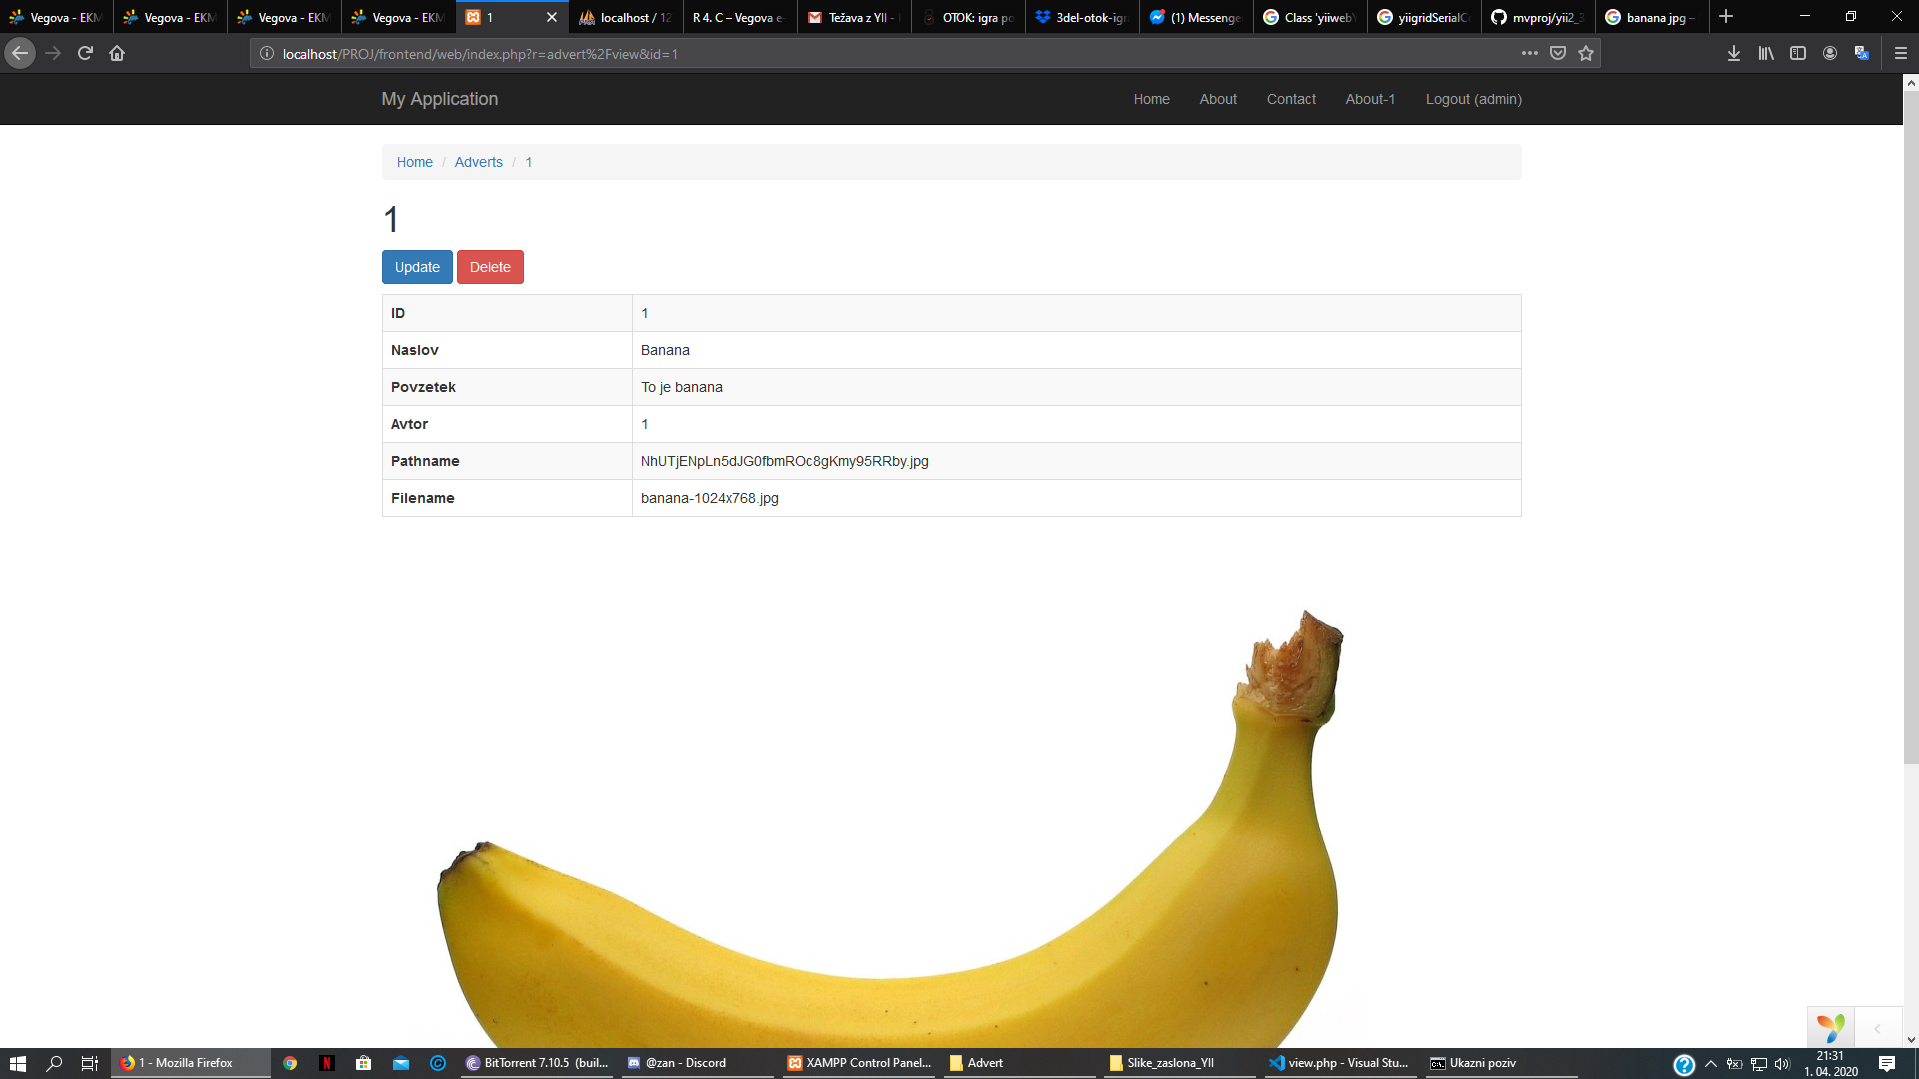 Vegova - EKM
Vegova - EKM
Vegova - EKM
Vegova - EKM
1
localhost / 12
R 4. C – Vegova e-
Težava z YII -
OTOK: igra po
3del-otok-igr
(1) Messenge
Class 'yiiweb
yiigridSerialC
mvproj/yii2_3
banana jpg –
localhost/PROJ/frontend/web/index.php?r=advert%2Fview&id=1
My Application
Home
About
Contact
About-1
Logout (admin)
Home / Adverts / 1
1
Update
Delete
ID 1
Naslov Banana
Povzetek To je banana
Avtor 1
Pathname NhUTjENpLn5dJG0fbmROc8gKmy95RRby.jpg
Filename banana-1024x768.jpg
1 - Mozilla Firefox
BitTorrent 7.10.5 (buil...
@zan - Discord
XAMPP Control Panel...
Advert
Slike_zaslona_YII
view.php - Visual Stu...
Ukazni poziv
21:31
1. 04. 2020